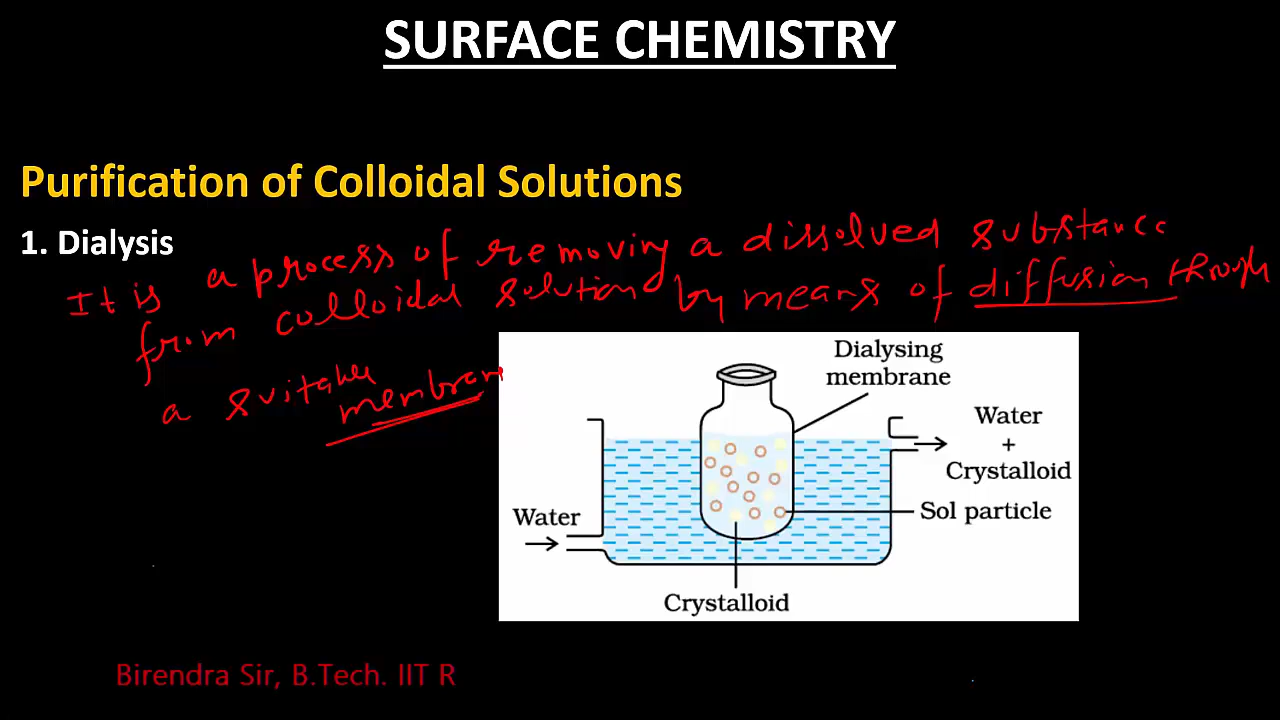 SURFACE CHEMISTRY
Purification of Colloidal Solutions
1. Dialysis
It is a process of removing a dissolved substance
from colloidal solution by means of diffusion through
a suitable membrane
Dialysing
membrane
Water
+
Crystalloid
Sol particle
Water
Crystalloid
Birendra Sir, B.Tech. IIT R